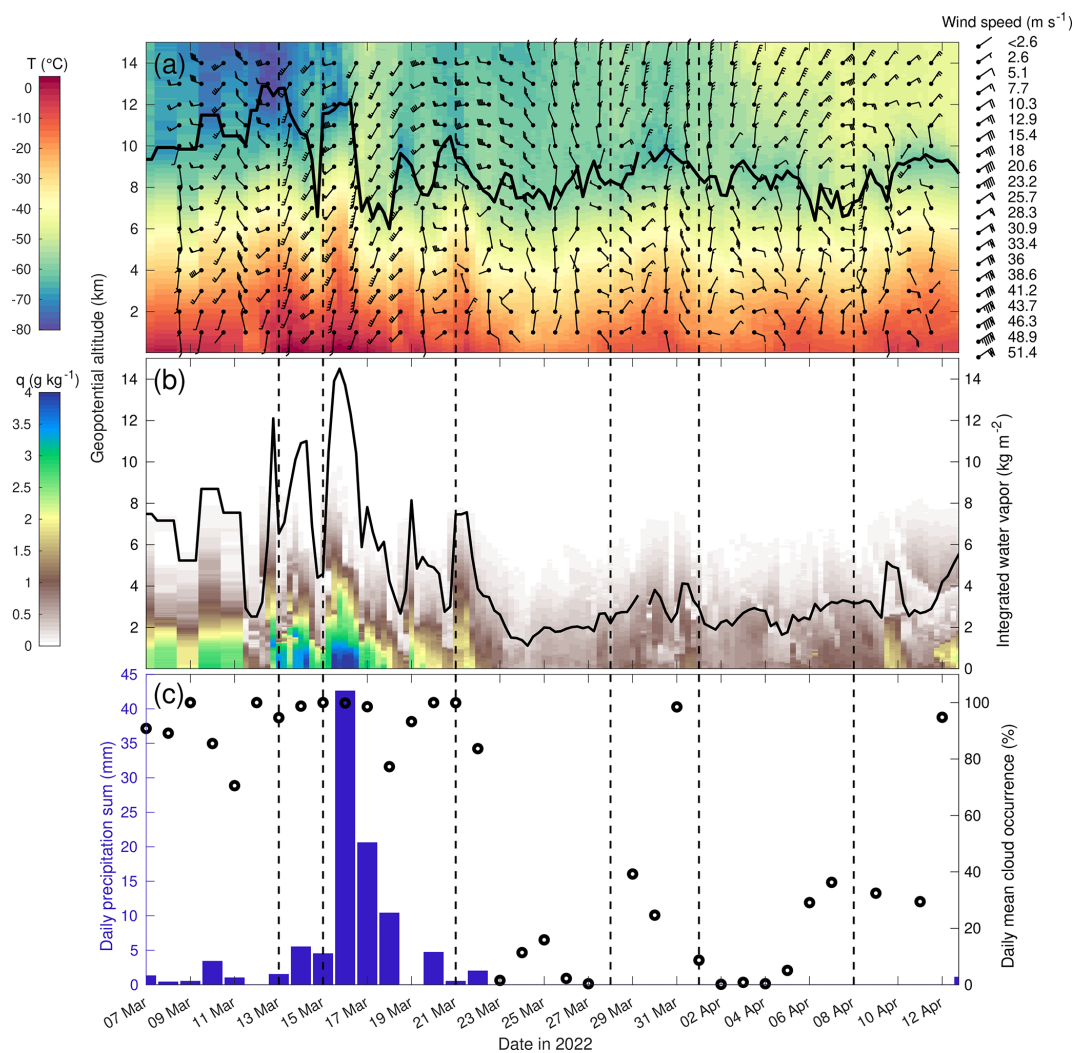 Wind speed (m s-1)
T (°C)
0
-10
-20
-30
-40
-50
-60
-70
-80
(a)
14
12
10
8
6
4
2
<2.6
2.6
5.1
7.7
10.3
12.9
15.4
18
20.6
23.2
25.7
28.3
30.9
33.4
36
38.6
41.2
43.7
46.3
48.9
51.4
Geopotential altitude (km)
q (g kg-1)
4
3.5
3
2.5
2
1.5
1
0.5
0
(b)
14
12
10
8
6
4
2
14
12
10
8
6
4
2
0
Integrated water vapor (kg m-2)
(c)
45
40
35
30
25
20
15
10
5
0
Daily precipitation sum (mm)
100
80
60
40
20
0
Daily mean cloud occurrence (%)
07 Mar
09 Mar
11 Mar
13 Mar
15 Mar
17 Mar
19 Mar
21 Mar
23 Mar
25 Mar
27 Mar
29 Mar
31 Mar
02 Apr
04 Apr
06 Apr
08 Apr
10 Apr
12 Apr
Date in 2022